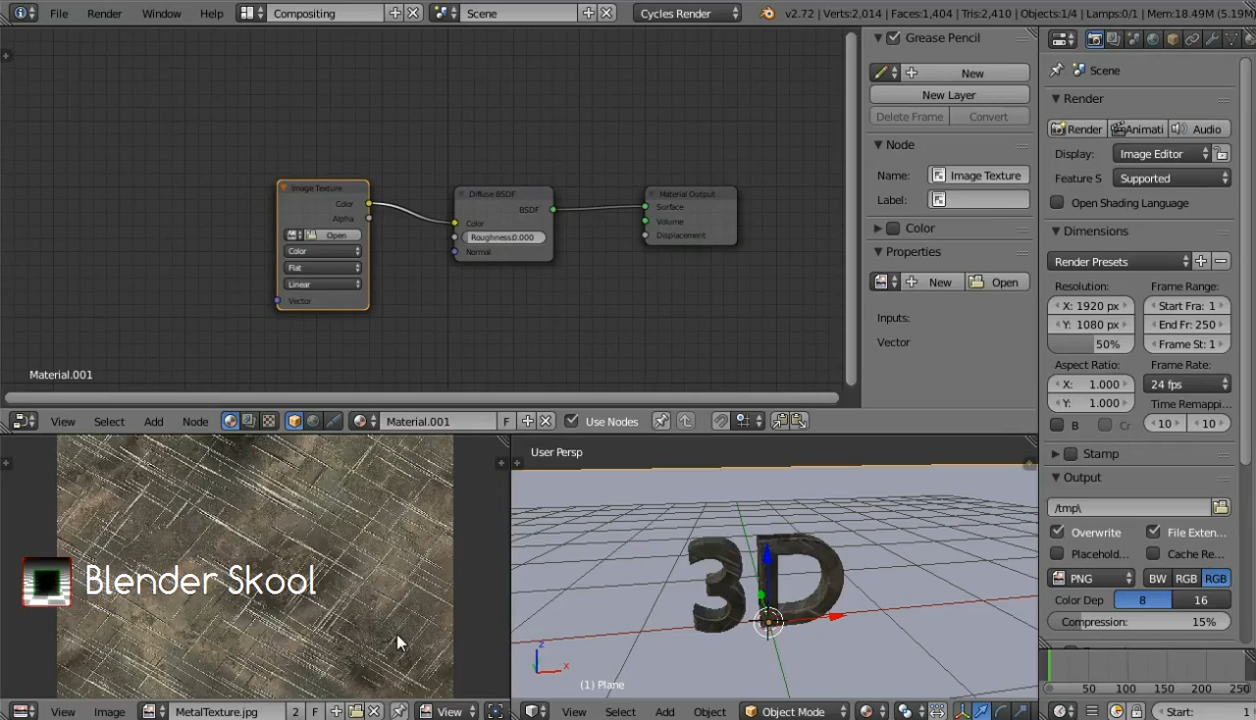 File Render Window Help Compositing Scene Cycles Render v2.72 | Verts:2,014 | Faces:1,404 | Tris:2,410 | Objects:1/4 | Lamps:0/1 | Mem:18.49M (5.19M
Grease Pencil
New
New Layer
Delete Frame Convert
Node
Name: Image Texture
Label:
Color
Properties
New Open
Inputs:
Vector
Image Texture
Color
Alpha
Open
Color
Flat
Linear
Vector
Diffuse BSDF
BSDF
Color
Roughness:0.000
Normal
Material Output
Surface
Volume
Displacement
Material.001
View Select Add Node Material.001 F Use Nodes
Scene
Render
Render Animati Audio
Display: Image Editor
Feature S Supported
Open Shading Language
Dimensions
Render Presets
Resolution: Frame Range:
X: 1920 px Start Fra: 1
Y: 1080 px End Fr: 250
50% Frame St: 1
Aspect Ratio: Frame Rate:
X: 1.000 24 fps
Y: 1.000 Time Remappi...
B Cr 10 10
Stamp
Output
/tmp\
Overwrite File Exten...
Placehold... Cache Re...
PNG BW RGB RGB
Color Dep 8 16
Compression: 15%
Blender Skool
User Persp
3D
z
x
(1) Plane
View Image MetalTexture.jpg 2 F View
View Select Add Object Object Mode
0 50 100 150 200 250
Start: 1